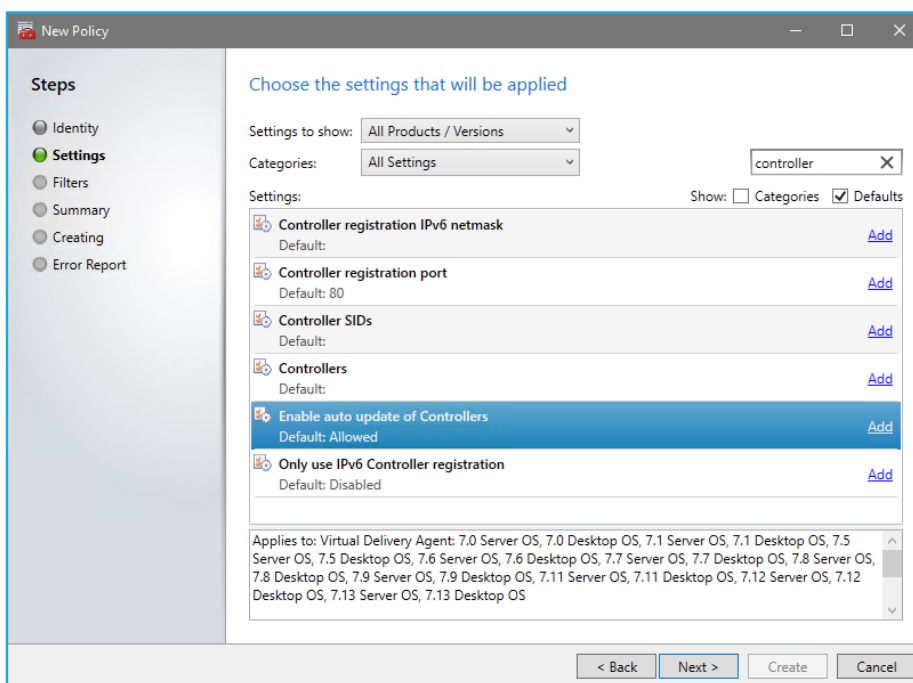 New Policy
Steps
Identity
Settings
Filters
Summary
Creating
Error Report
Choose the settings that will be applied
Settings to show: All Products / Versions
Categories: All Settings
controller
Settings:
Show: Categories Defaults
Controller registration IPv6 netmask
Default:
Add
Controller registration port
Default: 80
Add
Controller SIDs
Default:
Add
Controllers
Default:
Add
Enable auto update of Controllers
Default: Allowed
Add
Only use IPv6 Controller registration
Default: Disabled
Add
Applies to: Virtual Delivery Agent: 7.0 Server OS, 7.0 Desktop OS, 7.1 Server OS, 7.1 Desktop OS, 7.5
Server OS, 7.5 Desktop OS, 7.6 Server OS, 7.6 Desktop OS, 7.7 Server OS, 7.7 Desktop OS, 7.8 Server OS,
7.8 Desktop OS, 7.9 Server OS, 7.9 Desktop OS, 7.11 Server OS, 7.11 Desktop OS, 7.12 Server OS, 7.12
Desktop OS, 7.13 Server OS, 7.13 Desktop OS
< Back
Next >
Create
Cancel